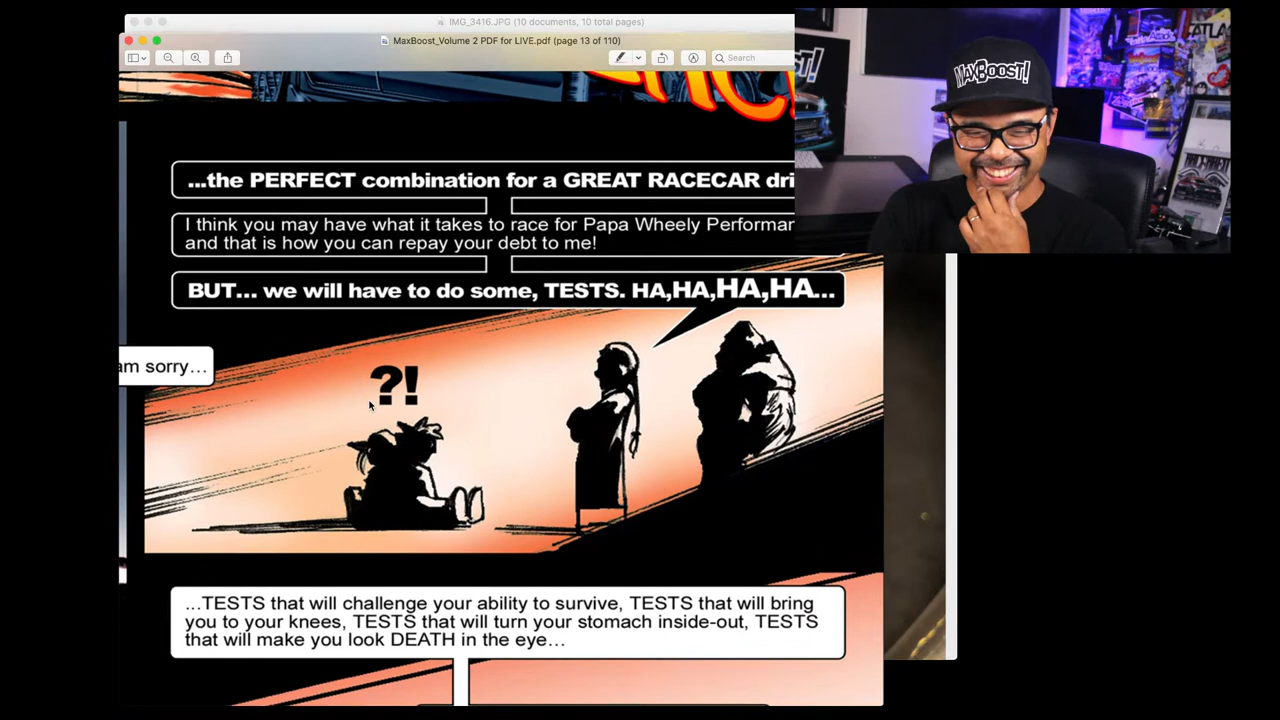 IMG_3416.JPG (10 documents, 10 total pages)
MaxBoost_Volume 2 PDF for LIVE.pdf (page 13 of 110)
Search
MAXBOOST!
...the PERFECT combination for a GREAT RACECAR dri
I think you may have what it takes to race for Papa Wheely Performan
and that is how you can repay your debt to me!
BUT... we will have to do some, TESTS. HA,HA,HA,HA...
am sorry...
?!
...TESTS that will challenge your ability to survive, TESTS that will bring
you to your knees, TESTS that will turn your stomach inside-out, TESTS
that will make you look DEATH in the eye...